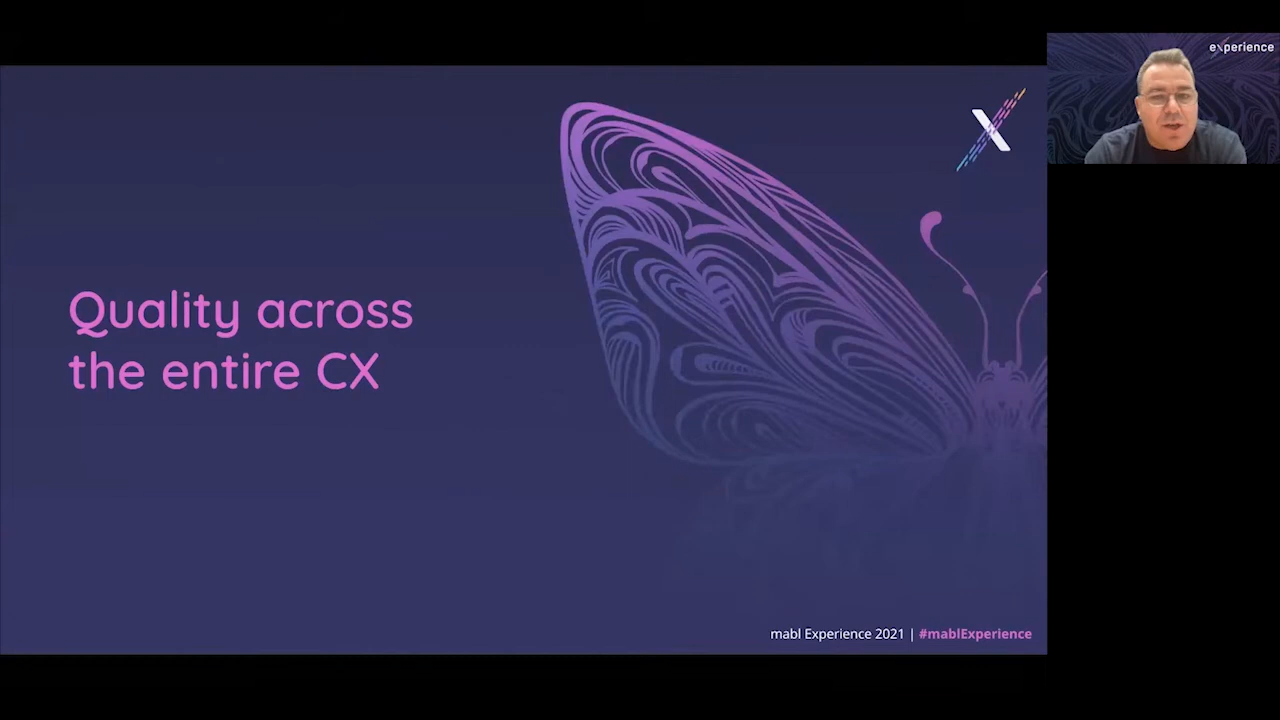 experience
Quality across
the entire CX
mabl Experience 2021 | #mablExperience